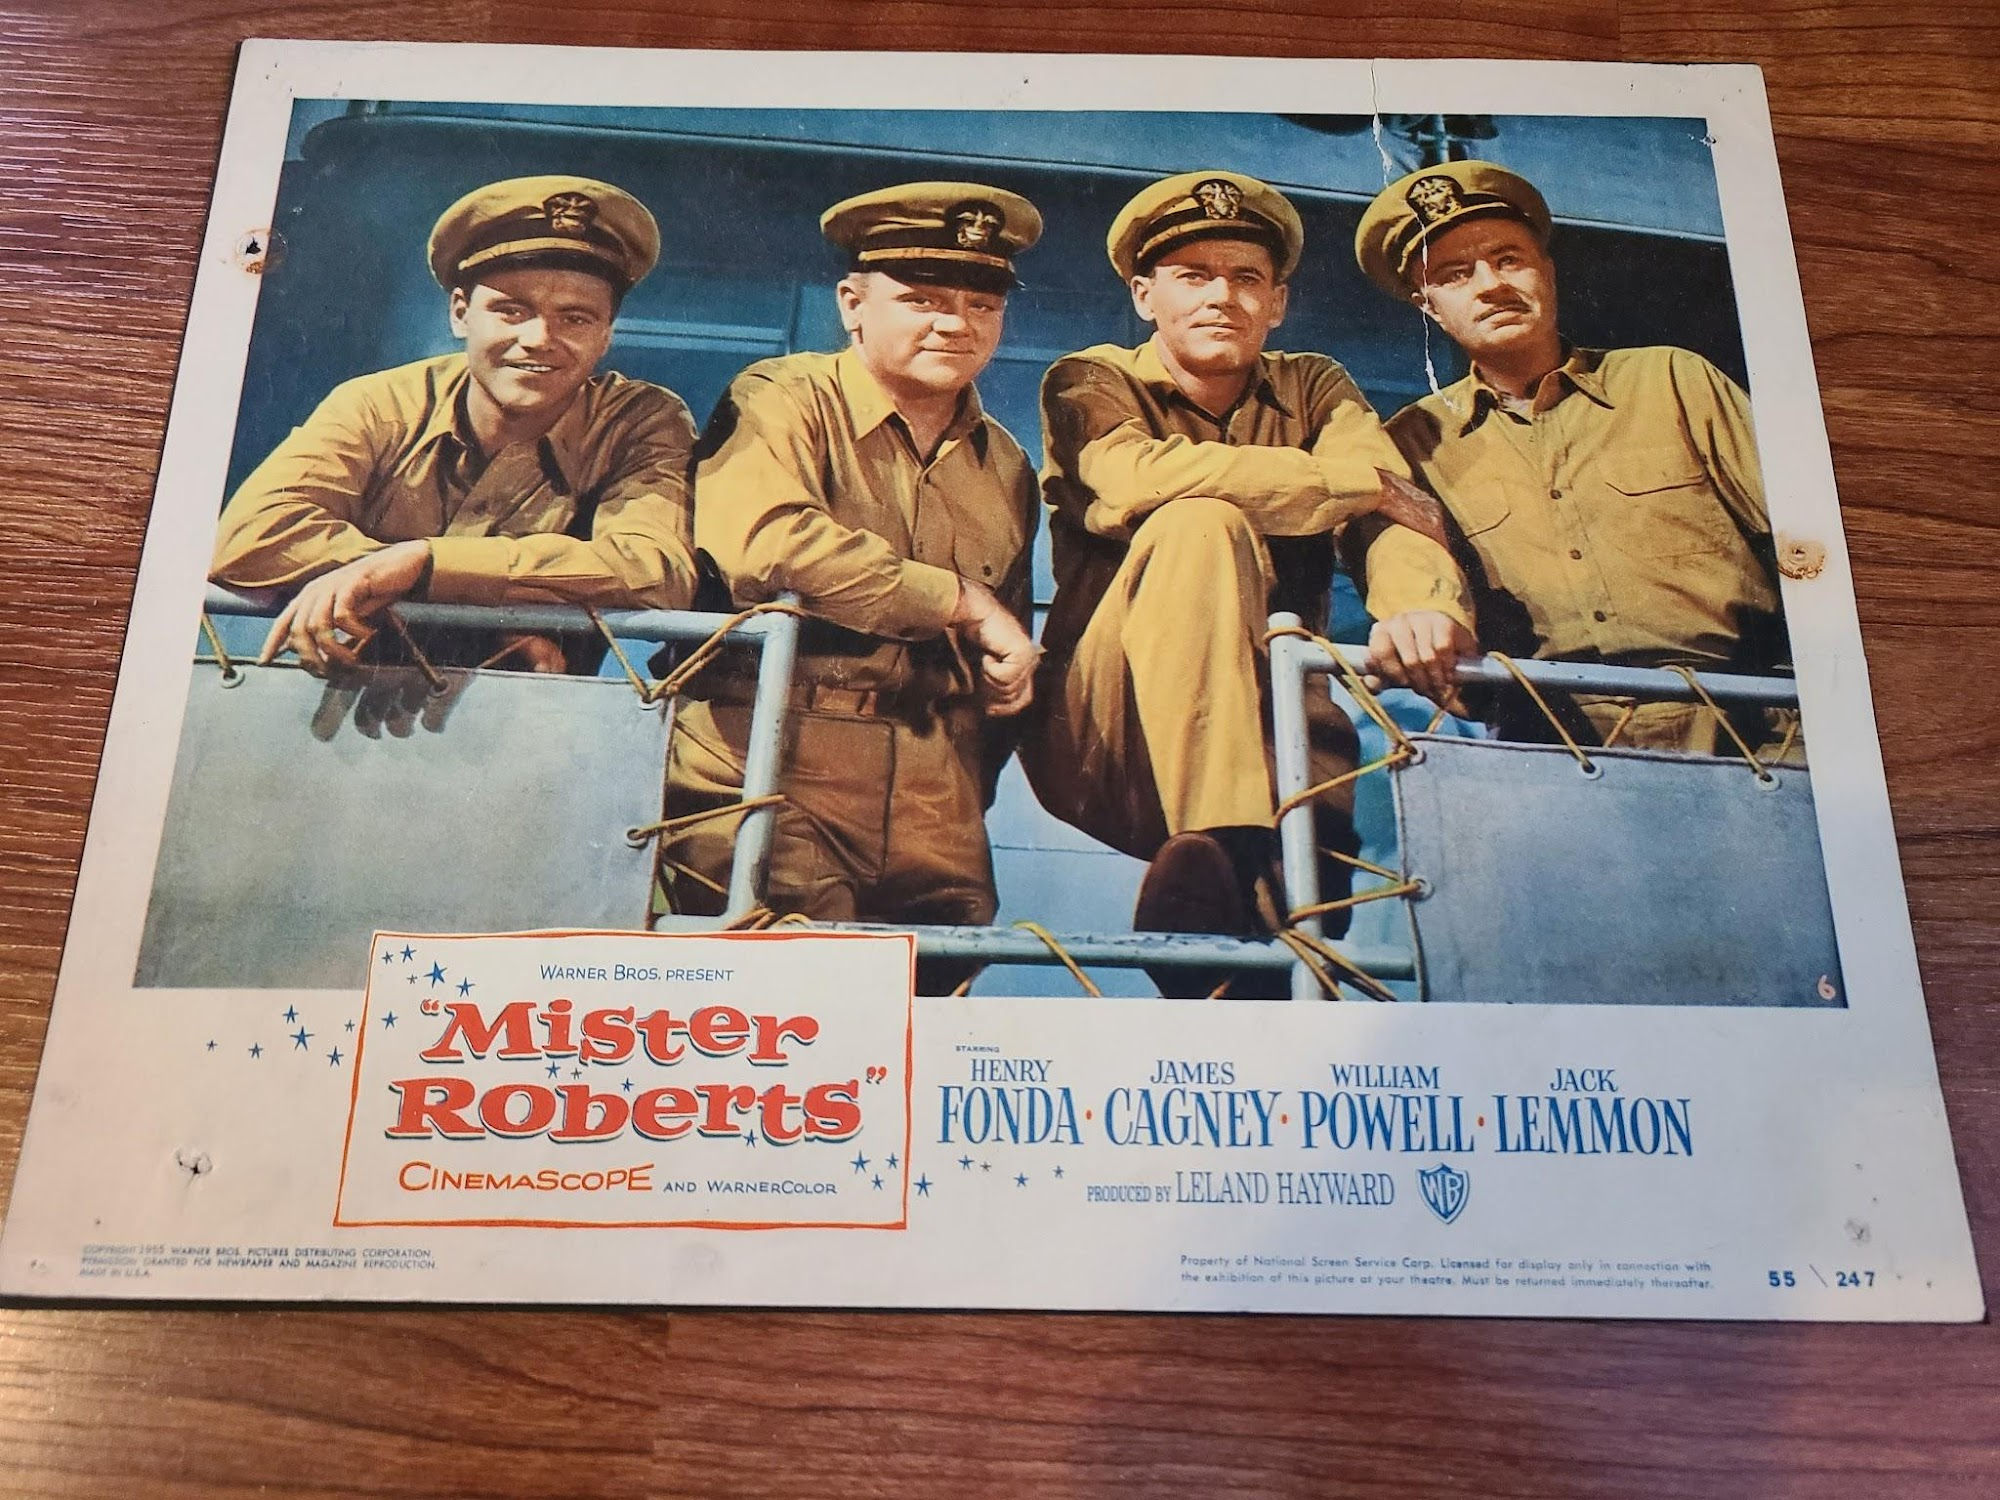 6
WARNER BROS. PRESENT
"Mister
Roberts"
CINEMASCOPE AND WARNERCOLOR
STARRING
HENRY FONDA · JAMES CAGNEY · WILLIAM POWELL · JACK LEMMON
PRODUCED BY LELAND HAYWARD WB
COPYRIGHT 1955 WARNER BROS. PICTURES DISTRIBUTING CORPORATION
PERMISSION GRANTED FOR NEWSPAPER AND MAGAZINE REPRODUCTION.
MADE IN U.S.A.
Property of National Screen Service Corp. Licensed for display only in connection with
the exhibition of this picture at your theatre. Must be returned immediately thereafter.
55 \ 247